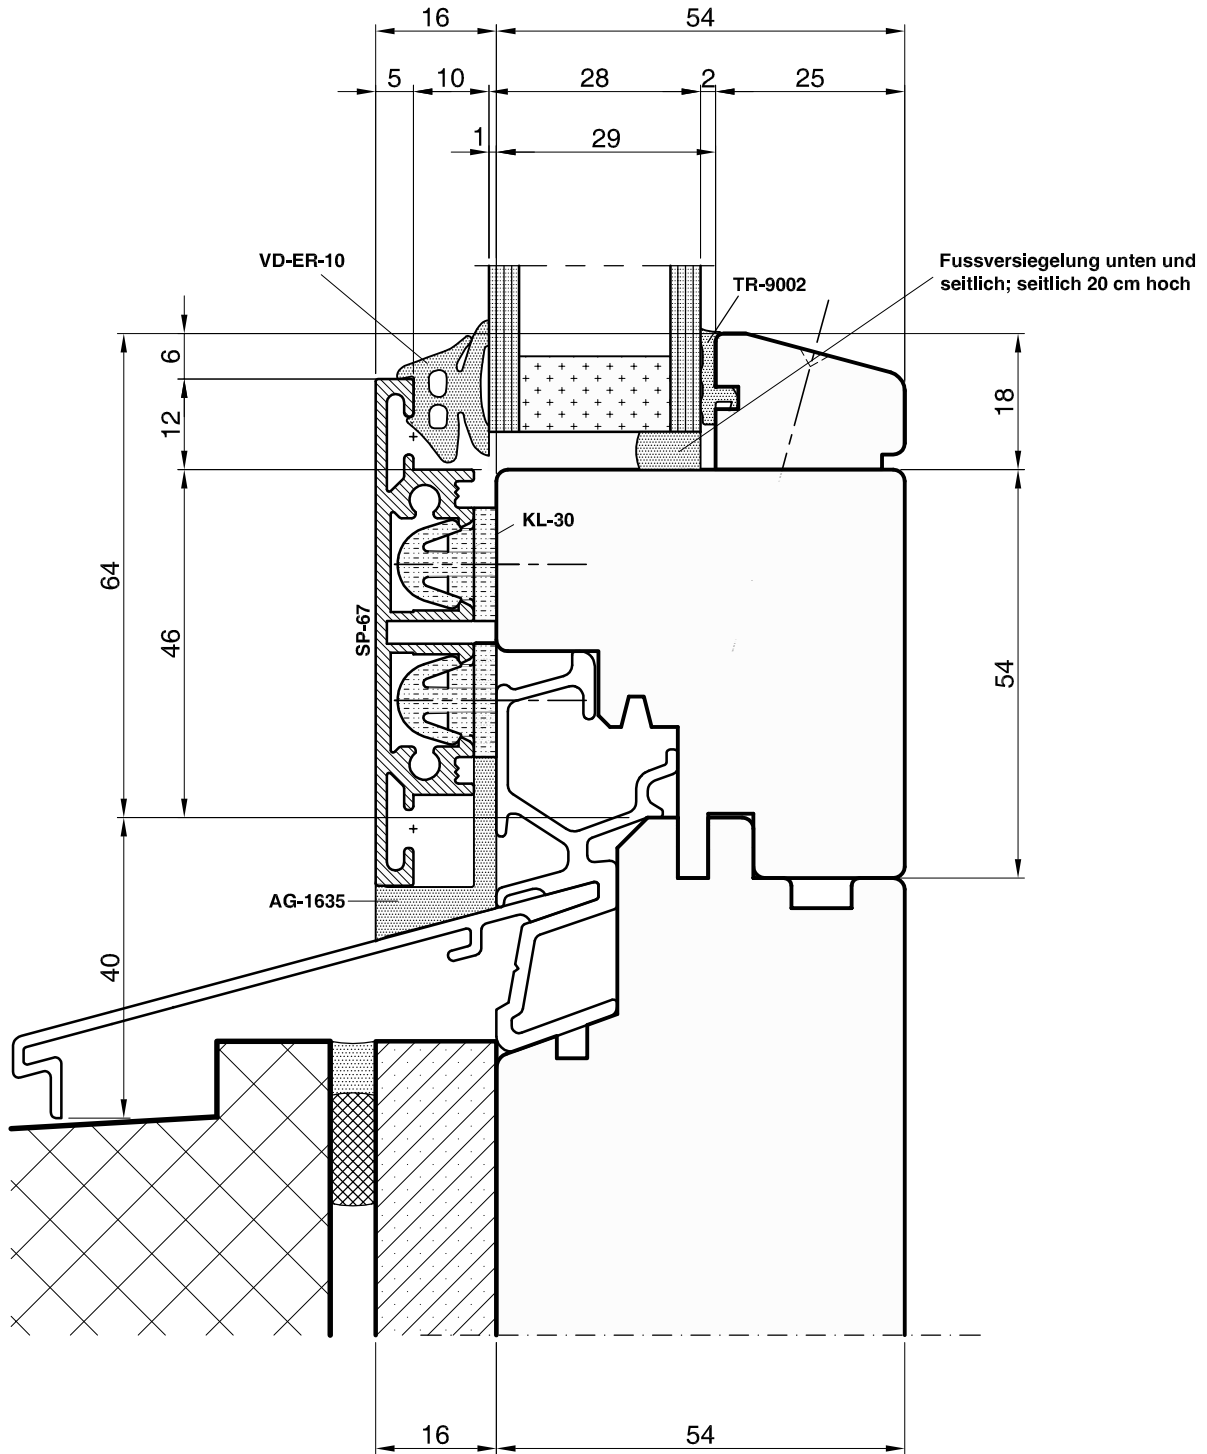 16
54
5
10
28
2
25
1
29
VD-ER-10
TR-9002
Fussversiegelung unten und
seitlich; seitlich 20 cm hoch
6
12
18
KL-30
64
46
SP-67
54
AG-1635
40
16
54